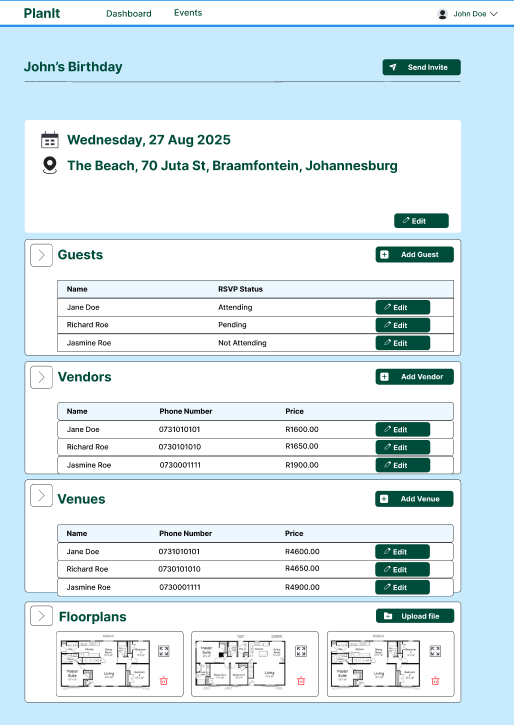 PlanIt Dashboard Events John Doe
John's Birthday Send Invite
Wednesday, 27 Aug 2025
The Beach, 70 Juta St, Braamfontein, Johannesburg
Edit
Guests Add Guest
Name RSVP Status
Jane Doe Attending Edit
Richard Roe Pending Edit
Jasmine Roe Not Attending Edit
Vendors Add Vendor
Name Phone Number Price
Jane Doe 0731010101 R1600.00 Edit
Richard Roe 0730101010 R1650.00 Edit
Jasmine Roe 0730001111 R1900.00 Edit
Venues Add Venue
Name Phone Number Price
Jane Doe 0731010101 R4600.00 Edit
Richard Roe 0730101010 R4650.00 Edit
Jasmine Roe 0730001111 R4900.00 Edit
Floorplans Upload file
Master
Suite
Living
Master
Suite
Living
Master
Suite
Living